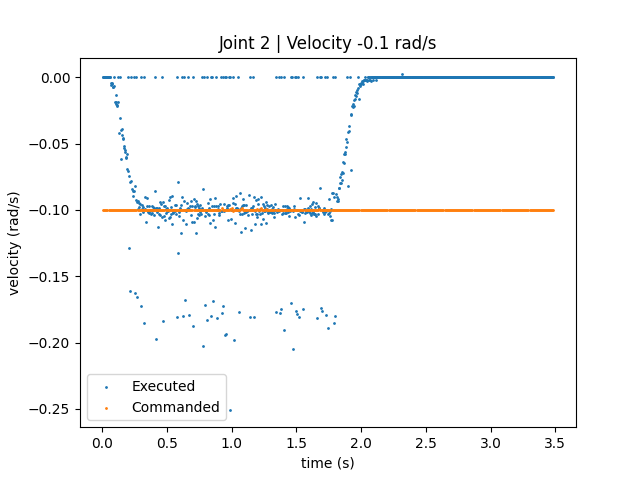 Joint 2 | Velocity -0.1 rad/s
velocity (rad/s)
0.00
−0.05
−0.10
−0.15
−0.20
−0.25
Executed
Commanded
0.0 0.5 1.0 1.5 2.0 2.5 3.0 3.5
time (s)